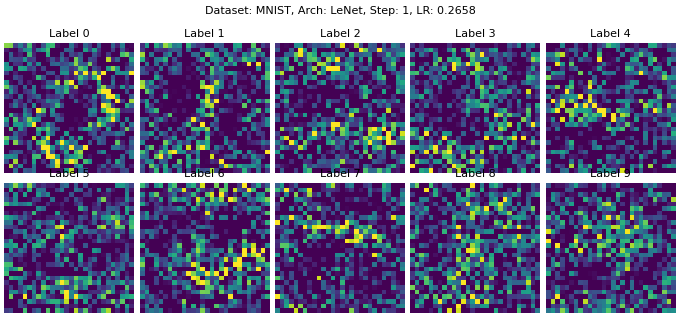 Dataset: MNIST, Arch: LeNet, Step: 1, LR: 0.2658
Label 0
Label 1
Label 2
Label 3
Label 4
Label 5
Label 6
Label 7
Label 8
Label 9